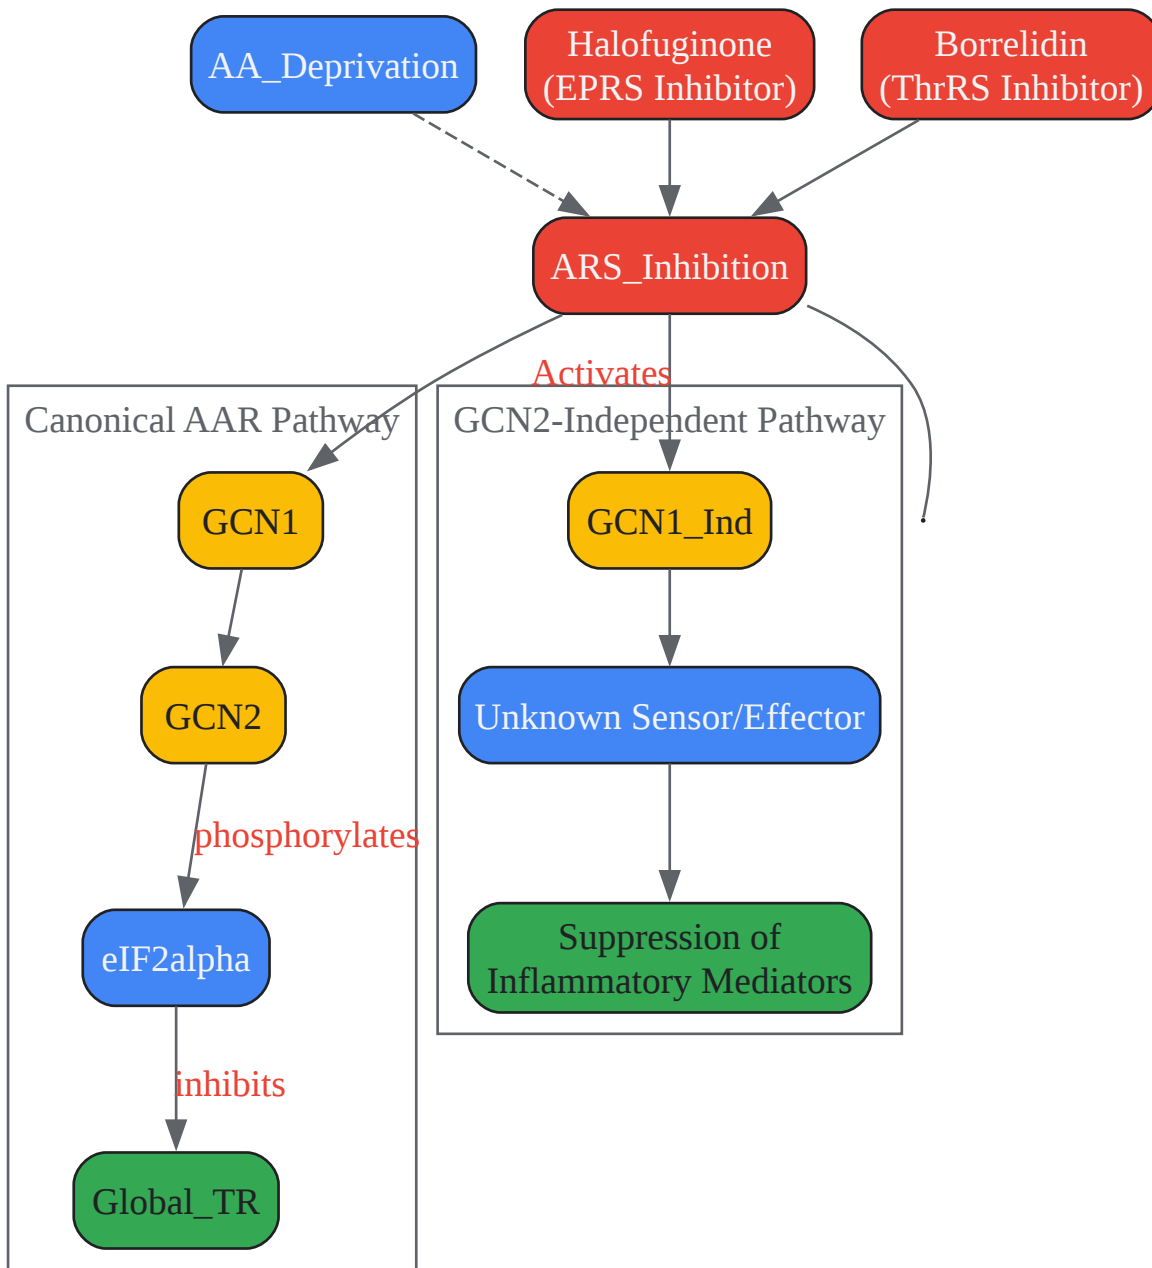 AA_Deprivation
Halofuginone
(EPRS Inhibitor)
Borrelidin
(ThrRS Inhibitor)
ARS_Inhibition
Activates
Canonical AAR Pathway
GCN2-Independent Pathway
GCN1
GCN1_Ind
GCN2
Unknown Sensor/Effector
phosphorylates
eIF2alpha
Suppression of
Inflammatory Mediators
inhibits
Global_TR